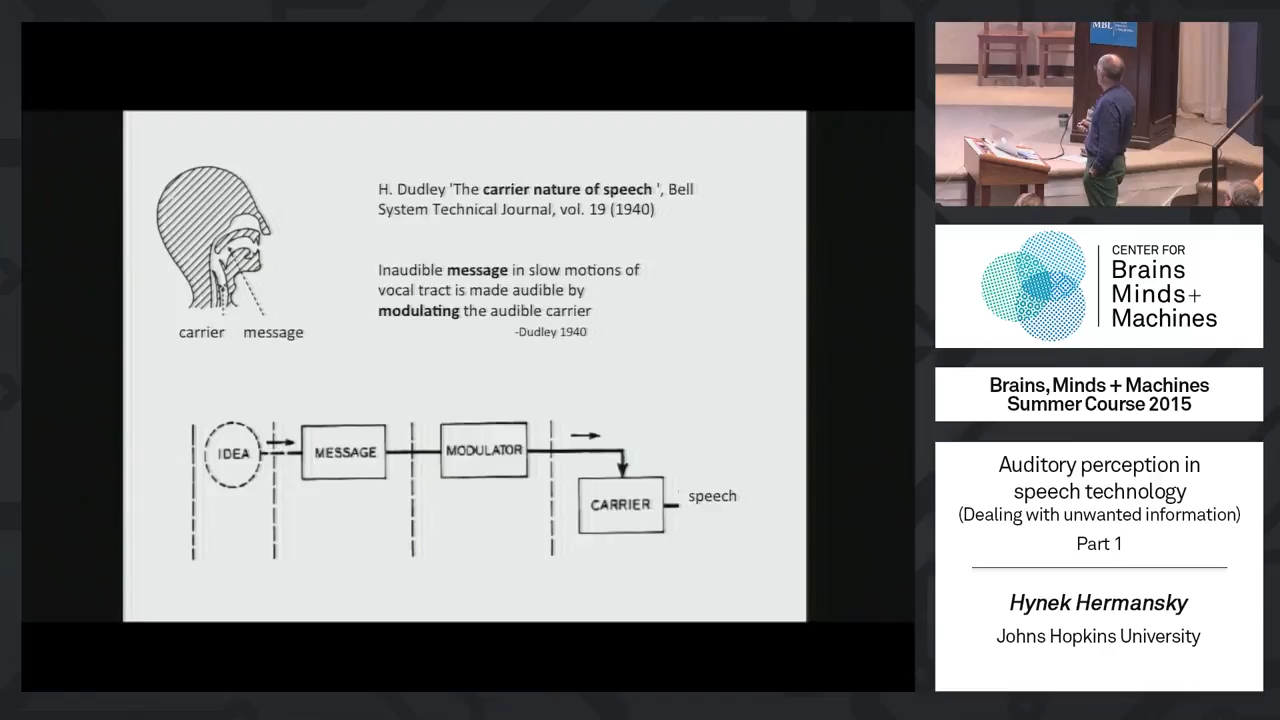 H. Dudley 'The carrier nature of speech ', Bell
System Technical Journal, vol. 19 (1940)
Inaudible message in slow motions of
vocal tract is made audible by
modulating the audible carrier
-Dudley 1940
carrier message
IDEA
MESSAGE
MODULATOR
CARRIER
speech
MBL
CENTER FOR
Brains
Minds+
Machines
Brains, Minds + Machines
Summer Course 2015
Auditory perception in
speech technology
(Dealing with unwanted information)
Part 1
Hynek Hermansky
Johns Hopkins University